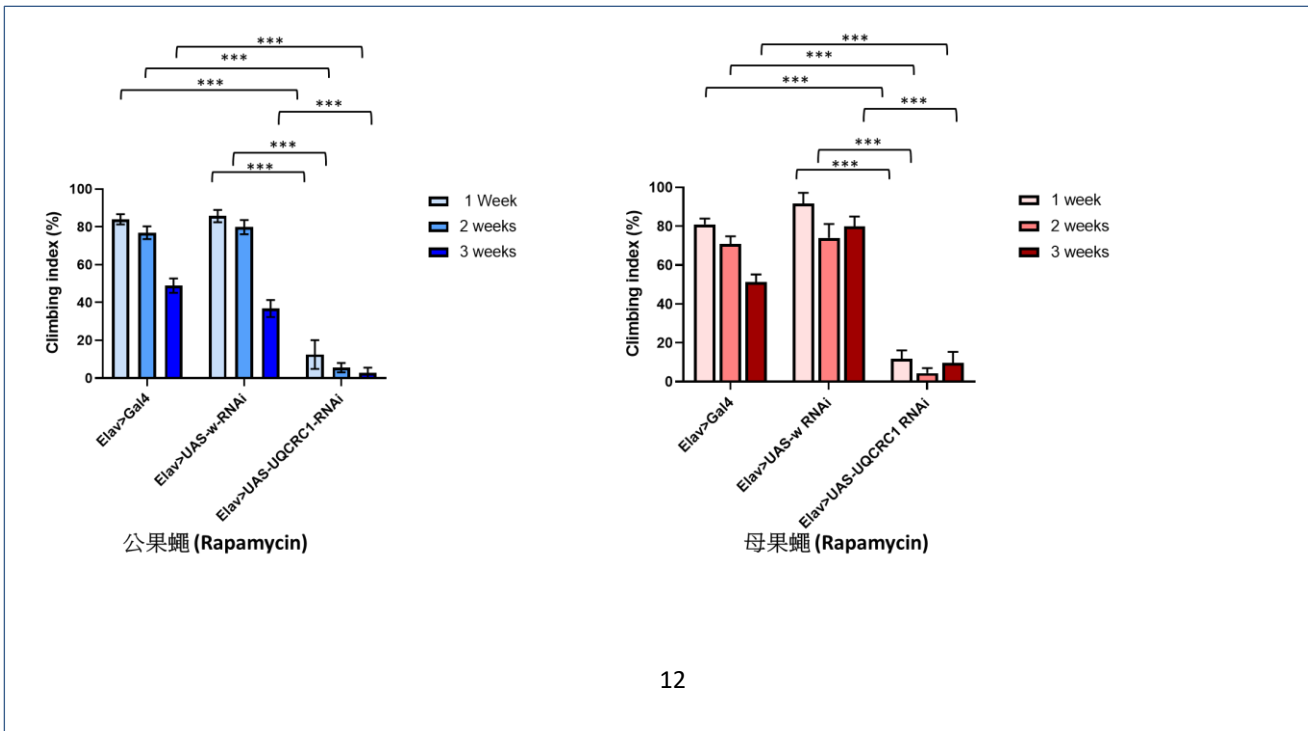 ***
***
***
***
***
***
100
80
60
40
20
0
Climbing index (%)
1 Week
2 weeks
3 weeks
Elav>Gal4
Elav>UAS-w-RNAi
Elav>UAS-UQCRC1-RNAi
公果蠅 (Rapamycin)
***
***
***
***
***
***
100
80
60
40
20
0
Climbing index (%)
1 week
2 weeks
3 weeks
Elav>Gal4
Elav>UAS-w RNAi
Elav>UAS-UQCRC1 RNAi
母果蠅 (Rapamycin)
12